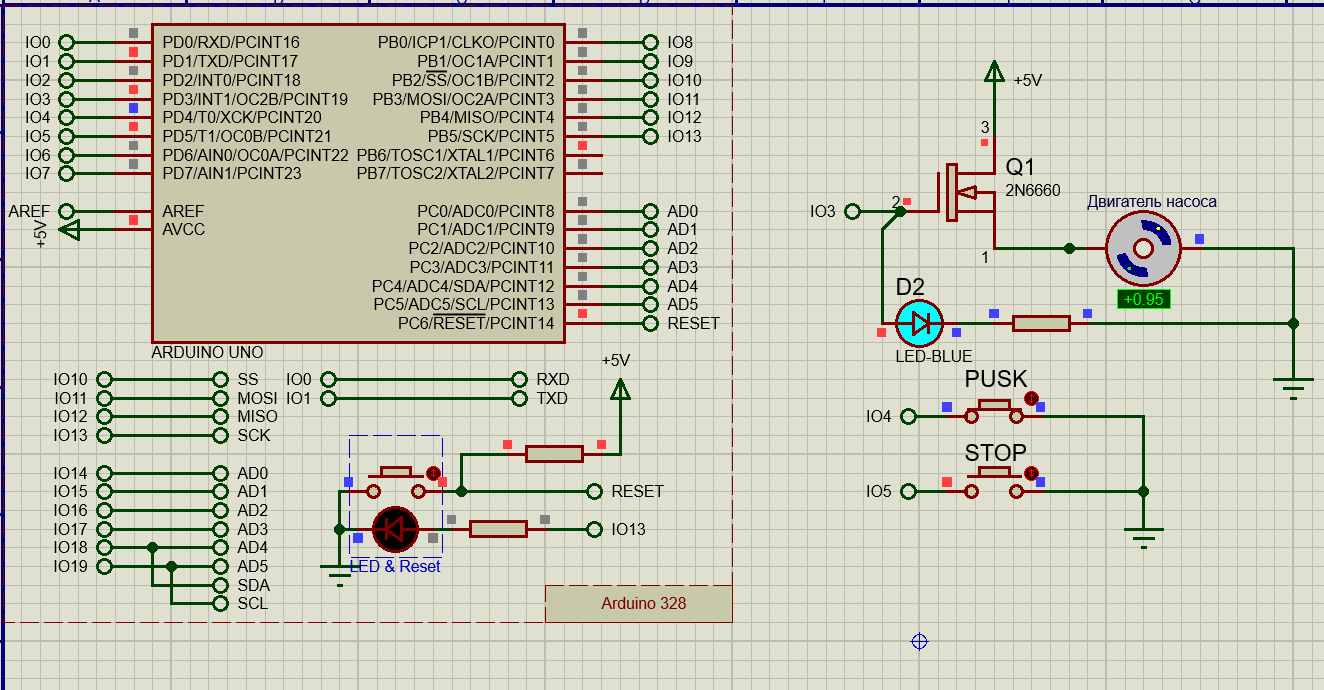 IO0 PD0/RXD/PCINT16 PB0/ICP1/CLKO/PCINT0 IO8
IO1 PD1/TXD/PCINT17 PB1/OC1A/PCINT1 IO9
IO2 PD2/INT0/PCINT18 PB2/SS/OC1B/PCINT2 IO10
IO3 PD3/INT1/OC2B/PCINT19 PB3/MOSI/OC2A/PCINT3 IO11
IO4 PD4/T0/XCK/PCINT20 PB4/MISO/PCINT4 IO12
IO5 PD5/T1/OC0B/PCINT21 PB5/SCK/PCINT5 IO13
IO6 PD6/AIN0/OC0A/PCINT22 PB6/TOSC1/XTAL1/PCINT6
IO7 PD7/AIN1/PCINT23 PB7/TOSC2/XTAL2/PCINT7
AREF AREF PC0/ADC0/PCINT8 AD0
+5V AVCC PC1/ADC1/PCINT9 AD1
PC2/ADC2/PCINT10 AD2
PC3/ADC3/PCINT11 AD3
PC4/ADC4/SDA/PCINT12 AD4
PC5/ADC5/SCL/PCINT13 AD5
PC6/RESET/PCINT14 RESET
ARDUINO UNO
IO10 SS IO0 RXD
IO11 MOSI IO1 TXD
IO12 MISO
IO13 SCK
+5V
IO14 AD0
IO15 AD1
IO16 AD2
IO17 AD3
IO18 AD4
IO19 AD5
SDA
SCL
RESET
IO13
LED & Reset
Arduino 328
+5V
3
Q1
2N6660
IO3 2
1
Двигатель насоса
+0.95
D2
LED-BLUE
PUSK
IO4
STOP
IO5